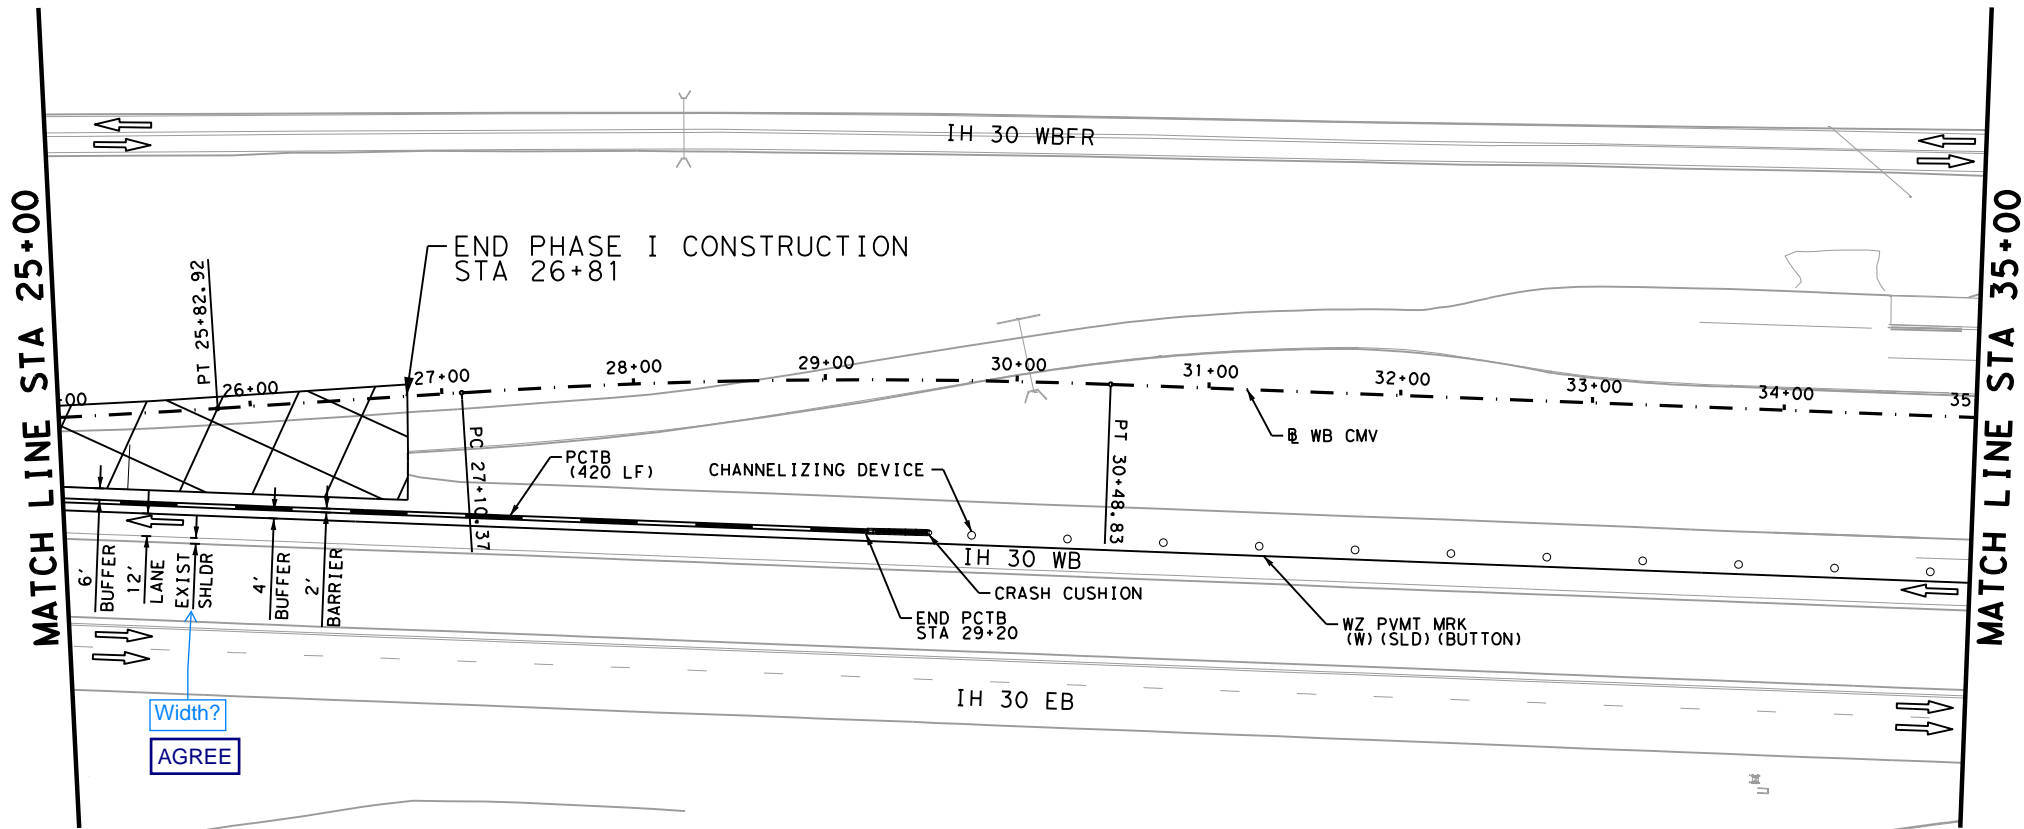 MATCH LINE STA 25+00
MATCH LINE STA 35+00
IH 30 WBFR
END PHASE I CONSTRUCTION
STA 26+81
PT 25+82.92
00
26+00
27+00
28+00
29+00
30+00
31+00
32+00
33+00
34+00
35
PC 27+10.37
PCTB
(420 LF)
CHANNELIZING DEVICE
PT 30+48.83
BL WB CMV
6'
BUFFER
12'
LANE
EXIST
SHLDR
4'
BUFFER
2'
BARRIER
IH 30 WB
CRASH CUSHION
END PCTB
STA 29+20
WZ PVMT MRK
(W) (SLD) (BUTTON)
IH 30 EB
Width?
AGREE